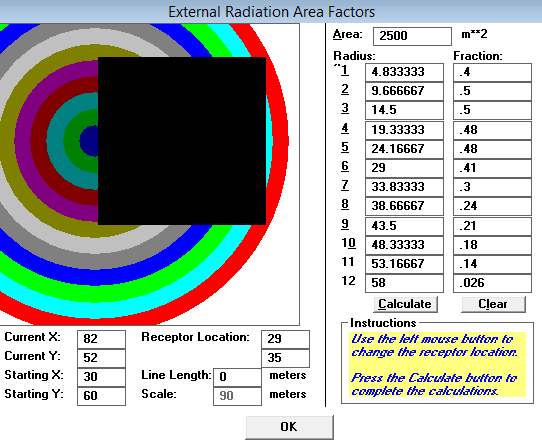 External Radiation Area Factors
Area: 2500 m**2
Radius: Fraction:
1 4.833333 .4
2 9.666667 .5
3 14.5 .5
4 19.33333 .48
5 24.16667 .48
6 29 .41
7 33.83333 .3
8 38.66667 .24
9 43.5 .21
10 48.33333 .18
11 53.16667 .14
12 58 .026
Calculate Clear
Current X: 82 Receptor Location: 29
Current Y: 52 35
Starting X: 30 Line Length: 0 meters
Starting Y: 60 Scale: 90 meters
Instructions
Use the left mouse button to
change the receptor location.
Press the Calculate button to
complete the calculations.
OK